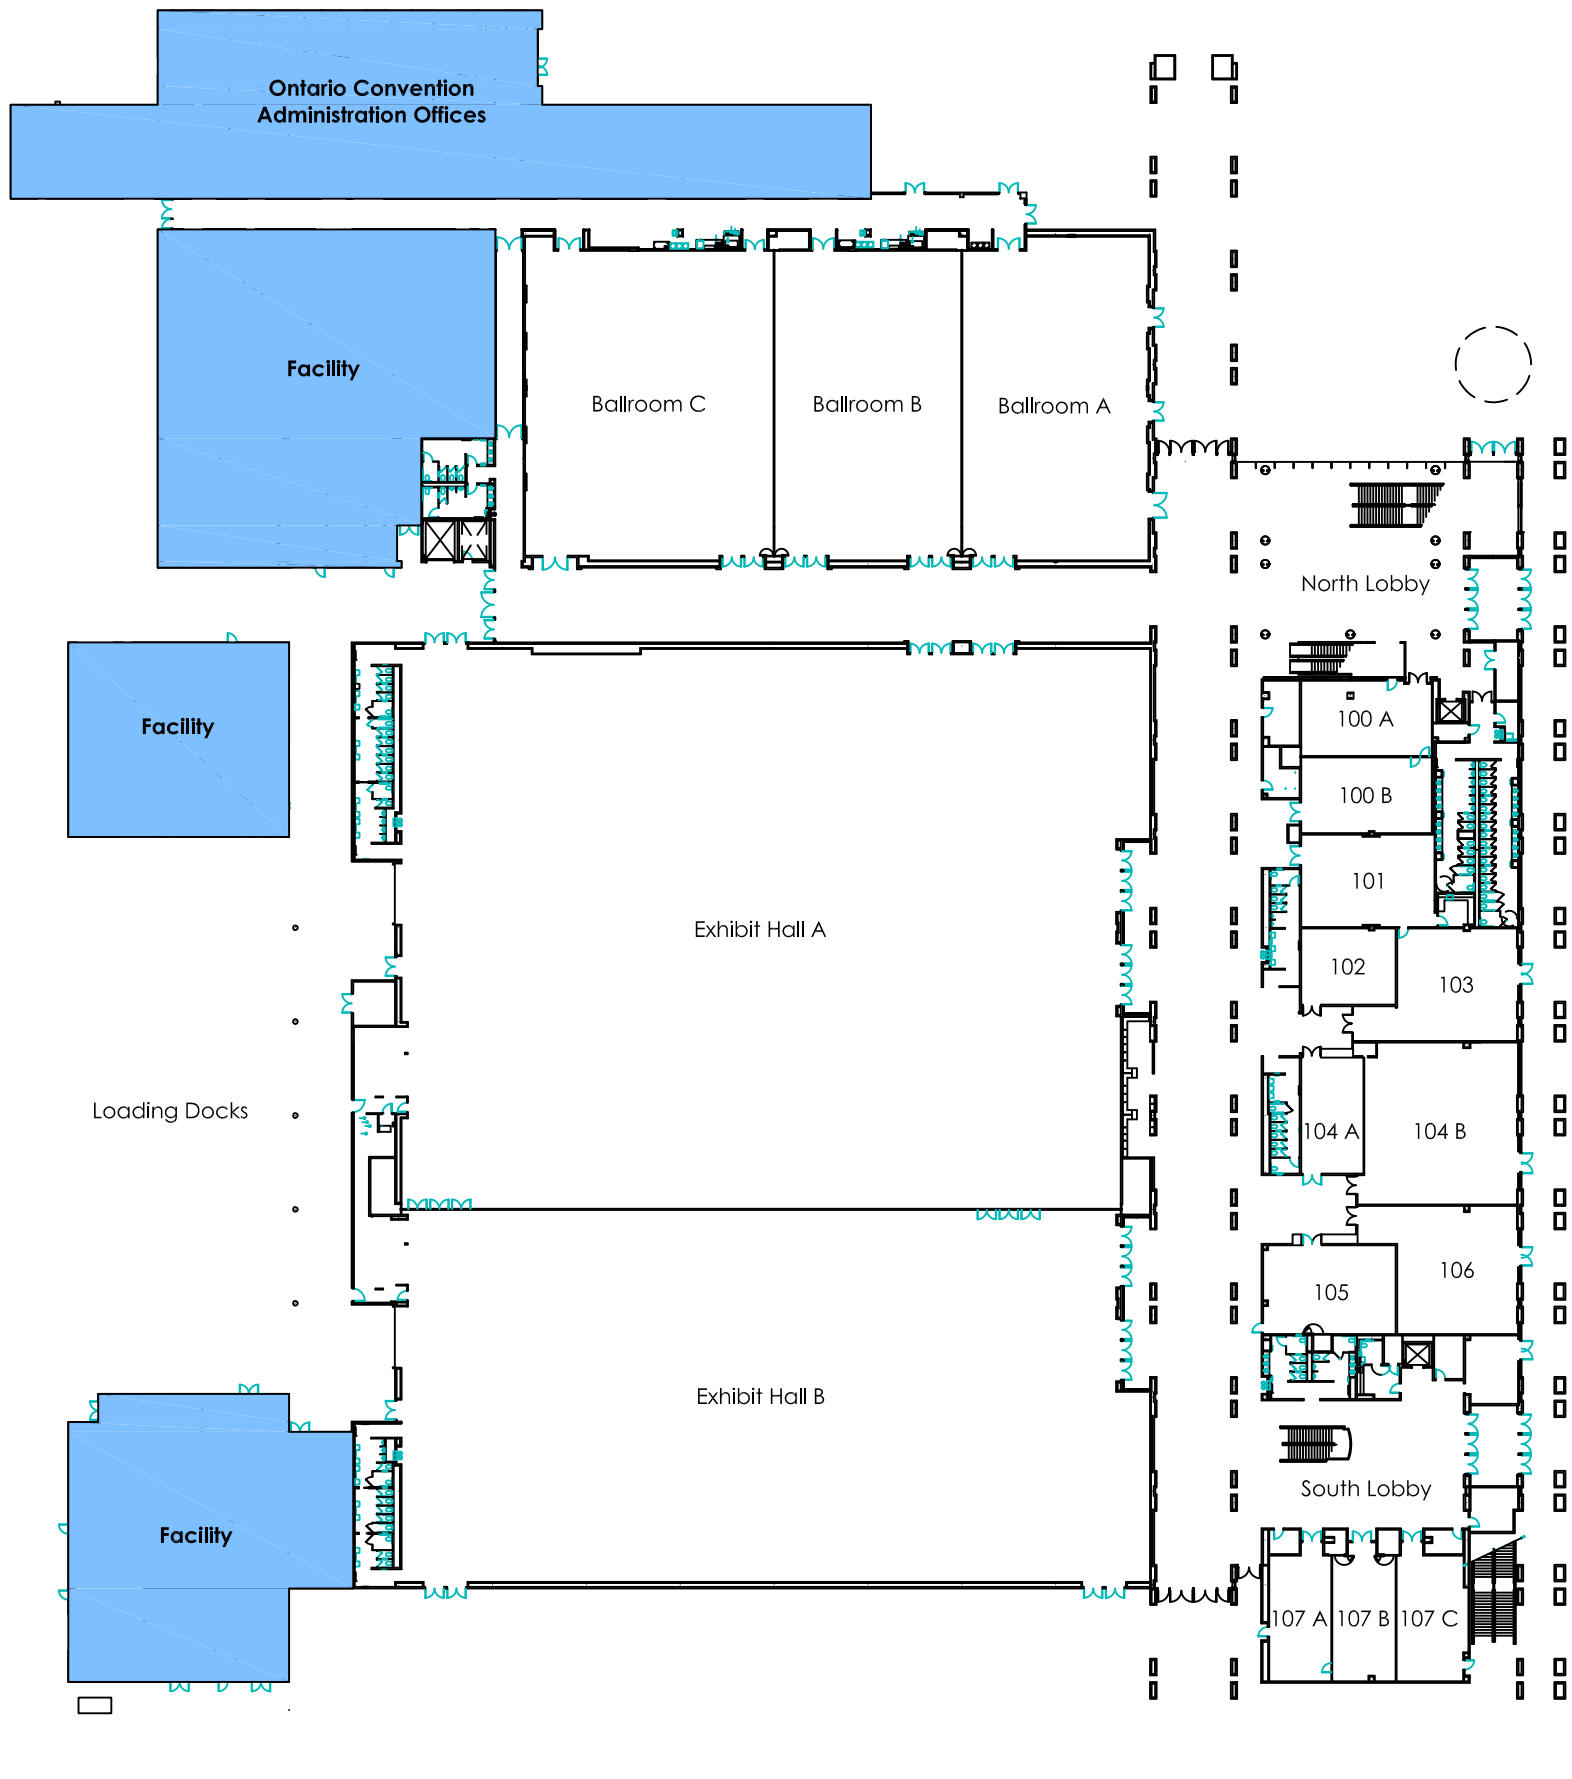 Ontario Convention
Administration Offices
Facility
Ballroom C
Ballroom B
Ballroom A
North Lobby
Facility
100 A
100 B
101
Exhibit Hall A
102
103
Loading Docks
104 A
104 B
106
105
Exhibit Hall B
South Lobby
Facility
107 A
107 B
107 C